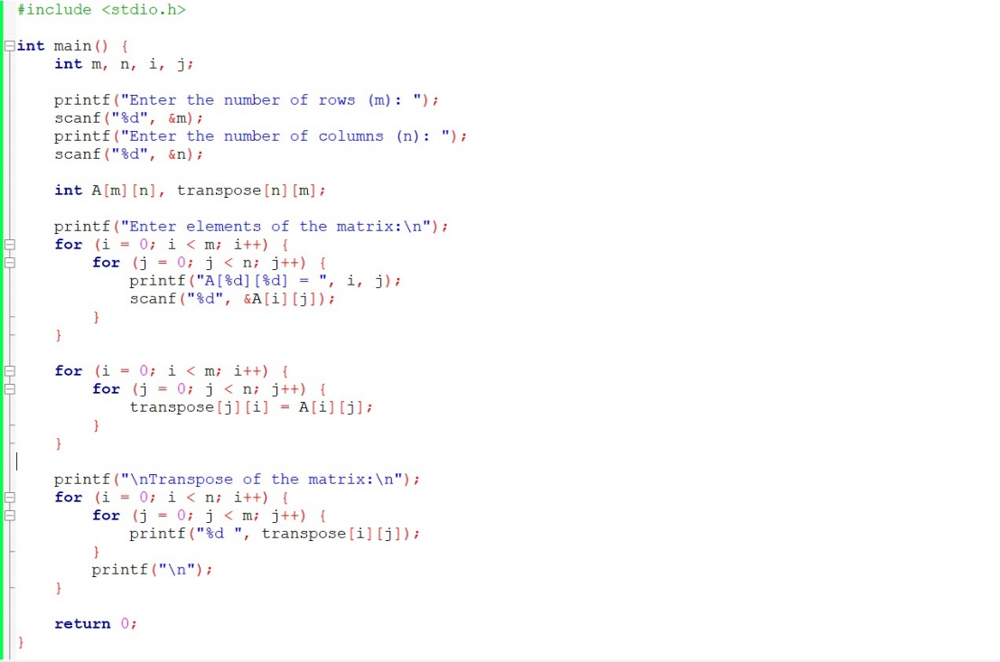 #include <stdio.h>
int main() {
    int m, n, i, j;
    printf("Enter the number of rows (m): ");
    scanf("%d", &m);
    printf("Enter the number of columns (n): ");
    scanf("%d", &n);
    int A[m][n], transpose[n][m];
    printf("Enter elements of the matrix:\n");
    for (i = 0; i < m; i++) {
        for (j = 0; j < n; j++) {
            printf("A[%d][%d] = ", i, j);
            scanf("%d", &A[i][j]);
        }
    }
    for (i = 0; i < m; i++) {
        for (j = 0; j < n; j++) {
            transpose[j][i] = A[i][j];
        }
    }
    printf("\nTranspose of the matrix:\n");
    for (i = 0; i < n; i++) {
        for (j = 0; j < m; j++) {
            printf("%d ", transpose[i][j]);
        }
        printf("\n");
    }
    return 0;
}